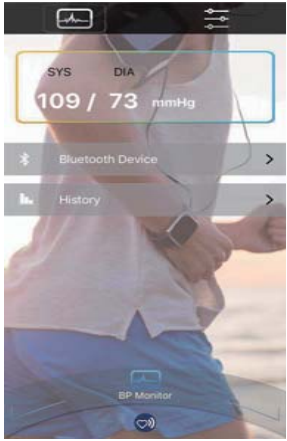 SYS DIA
109 / 73 mmHg
Bluetooth Device
History
BP Monitor